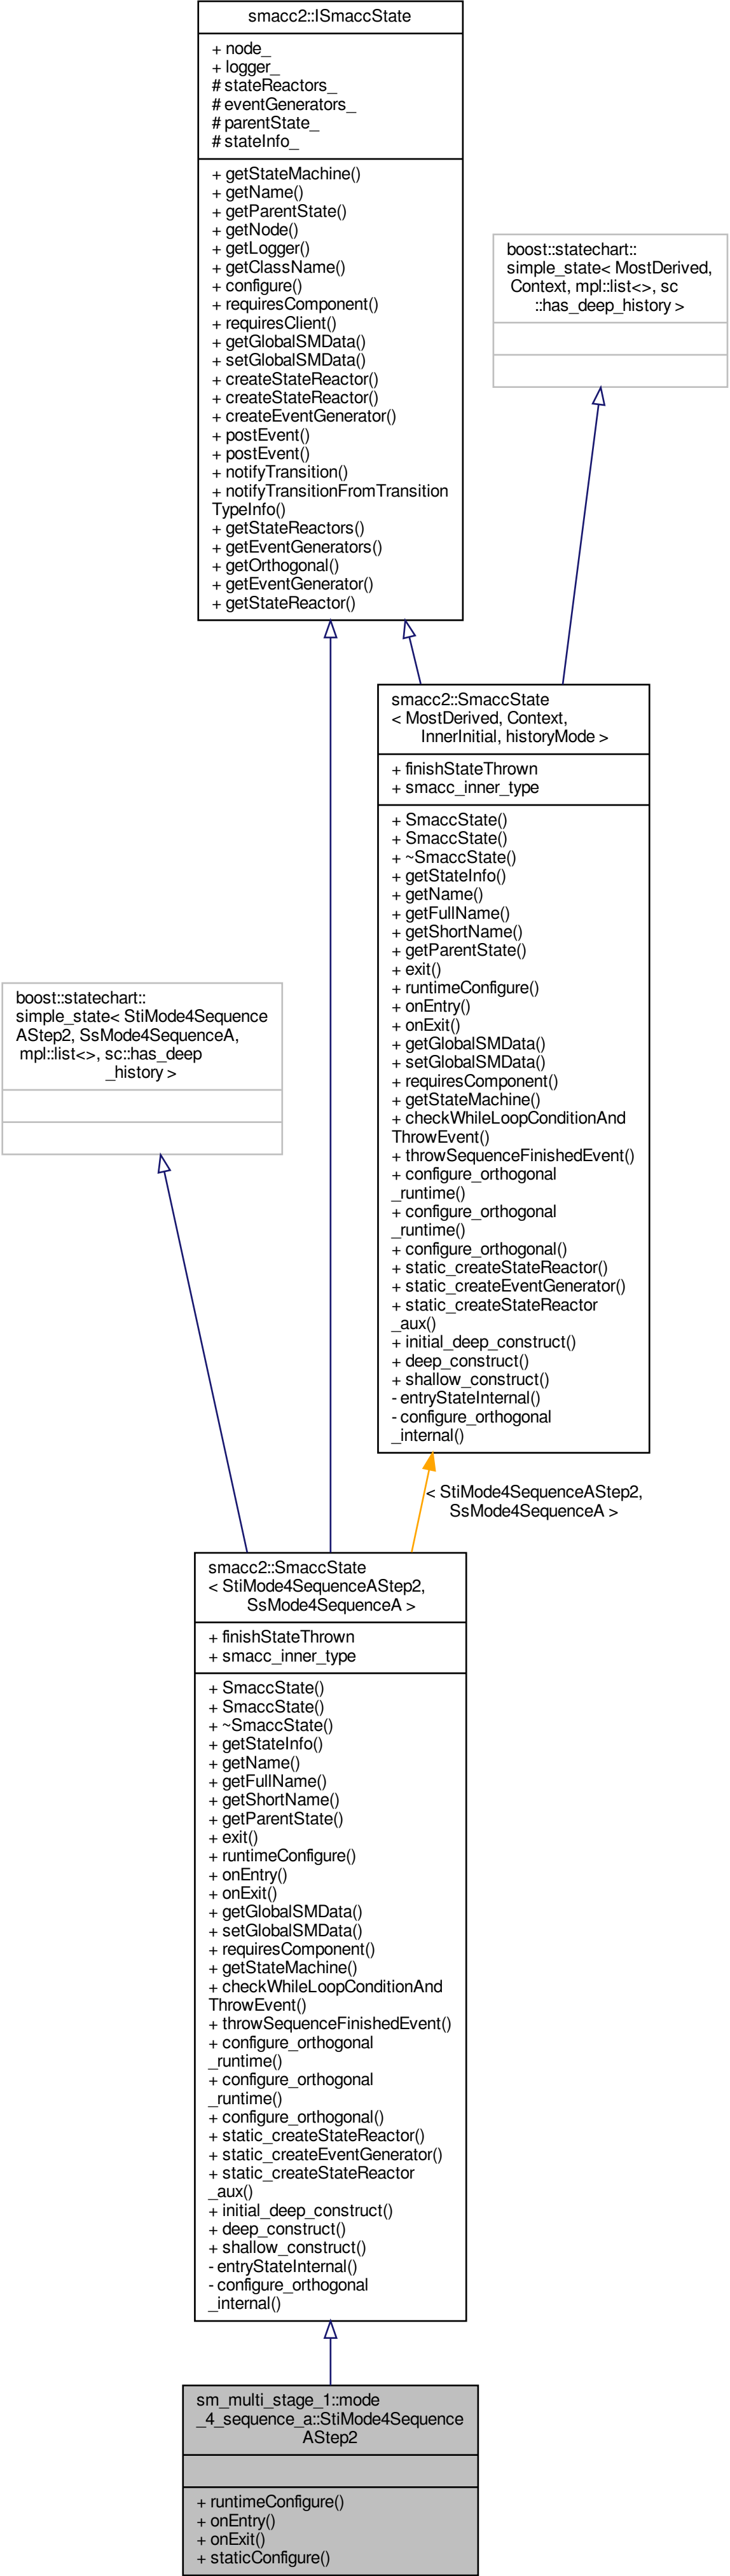 smacc2::ISmaccState
+ node_
+ logger_
# stateReactors_
# eventGenerators_
# parentState_
# stateInfo_
+ getStateMachine()
+ getName()
+ getParentState()
+ getNode()
+ getLogger()
+ getClassName()
+ configure()
+ requiresComponent()
+ requiresClient()
+ getGlobalSMData()
+ setGlobalSMData()
+ createStateReactor()
+ createStateReactor()
+ createEventGenerator()
+ postEvent()
+ postEvent()
+ notifyTransition()
+ notifyTransitionFromTransition
TypeInfo()
+ getStateReactors()
+ getEventGenerators()
+ getOrthogonal()
+ getEventGenerator()
+ getStateReactor()
boost::statechart::
simple_state< MostDerived,
Context, mpl::list<>, sc
::has_deep_history >
smacc2::SmaccState
< MostDerived, Context,
InnerInitial, historyMode >
+ finishStateThrown
+ smacc_inner_type
+ SmaccState()
+ SmaccState()
+ ~SmaccState()
+ getStateInfo()
+ getName()
+ getFullName()
+ getShortName()
+ getParentState()
+ exit()
+ runtimeConfigure()
+ onEntry()
+ onExit()
+ getGlobalSMData()
+ setGlobalSMData()
+ requiresComponent()
+ getStateMachine()
+ checkWhileLoopConditionAnd
ThrowEvent()
+ throwSequenceFinishedEvent()
+ configure_orthogonal
_runtime()
+ configure_orthogonal
_runtime()
+ configure_orthogonal()
+ static_createStateReactor()
+ static_createEventGenerator()
+ static_createStateReactor
_aux()
+ initial_deep_construct()
+ deep_construct()
+ shallow_construct()
- entryStateInternal()
- configure_orthogonal
_internal()
boost::statechart::
simple_state< StiMode4Sequence
AStep2, SsMode4SequenceA,
mpl::list<>, sc::has_deep
_history >
< StiMode4SequenceAStep2,
SsMode4SequenceA >
smacc2::SmaccState
< StiMode4SequenceAStep2,
SsMode4SequenceA >
+ finishStateThrown
+ smacc_inner_type
+ SmaccState()
+ SmaccState()
+ ~SmaccState()
+ getStateInfo()
+ getName()
+ getFullName()
+ getShortName()
+ getParentState()
+ exit()
+ runtimeConfigure()
+ onEntry()
+ onExit()
+ getGlobalSMData()
+ setGlobalSMData()
+ requiresComponent()
+ getStateMachine()
+ checkWhileLoopConditionAnd
ThrowEvent()
+ throwSequenceFinishedEvent()
+ configure_orthogonal
_runtime()
+ configure_orthogonal
_runtime()
+ configure_orthogonal()
+ static_createStateReactor()
+ static_createEventGenerator()
+ static_createStateReactor
_aux()
+ initial_deep_construct()
+ deep_construct()
+ shallow_construct()
- entryStateInternal()
- configure_orthogonal
_internal()
sm_multi_stage_1::mode
_4_sequence_a::StiMode4Sequence
AStep2
+ runtimeConfigure()
+ onEntry()
+ onExit()
+ staticConfigure()